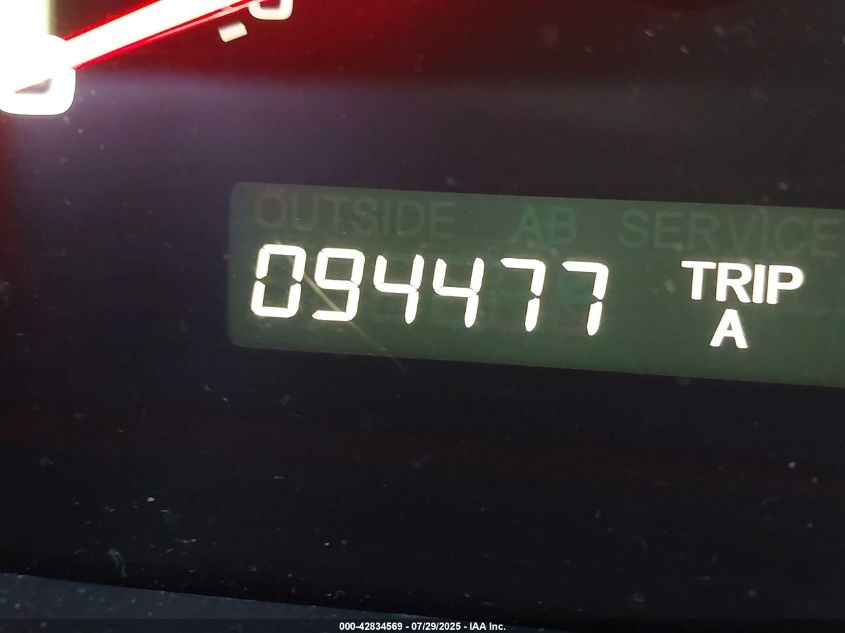 OUTSIDE AB SERVICE
094477 TRIP
A
000-42834569 - 07/29/2025 - IAA Inc.